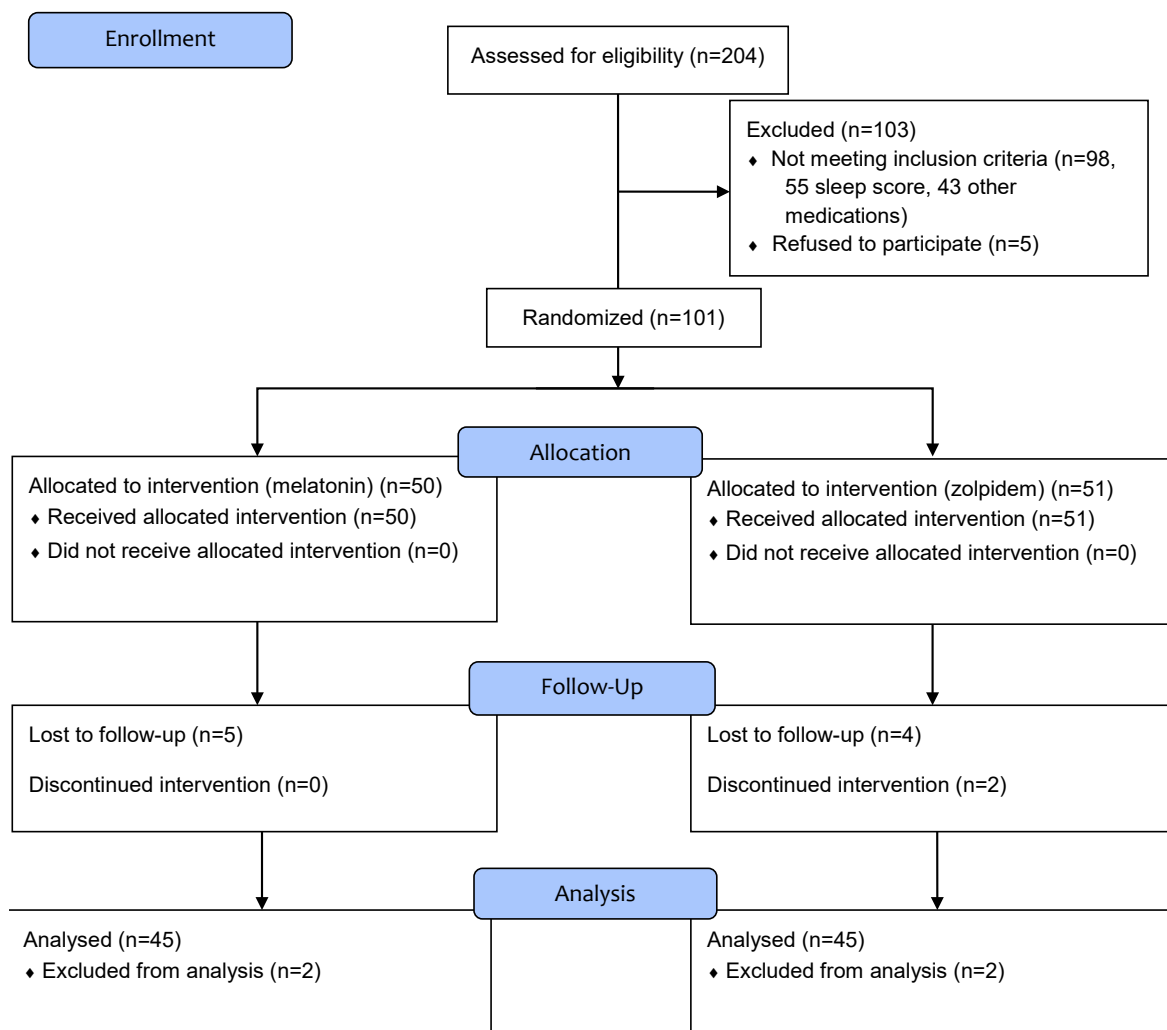 Enrollment
Assessed for eligibility (n=204)
Excluded (n=103)
♦ Not meeting inclusion criteria (n=98,
55 sleep score, 43 other
medications)
♦ Refused to participate (n=5)
Randomized (n=101)
Allocation
Allocated to intervention (melatonin) (n=50)
♦ Received allocated intervention (n=50)
♦ Did not receive allocated intervention (n=0)
Allocated to intervention (zolpidem) (n=51)
♦ Received allocated intervention (n=51)
♦ Did not receive allocated intervention (n=0)
Follow-Up
Lost to follow-up (n=5)
Discontinued intervention (n=0)
Lost to follow-up (n=4)
Discontinued intervention (n=2)
Analysis
Analysed (n=45)
♦ Excluded from analysis (n=2)
Analysed (n=45)
♦ Excluded from analysis (n=2)